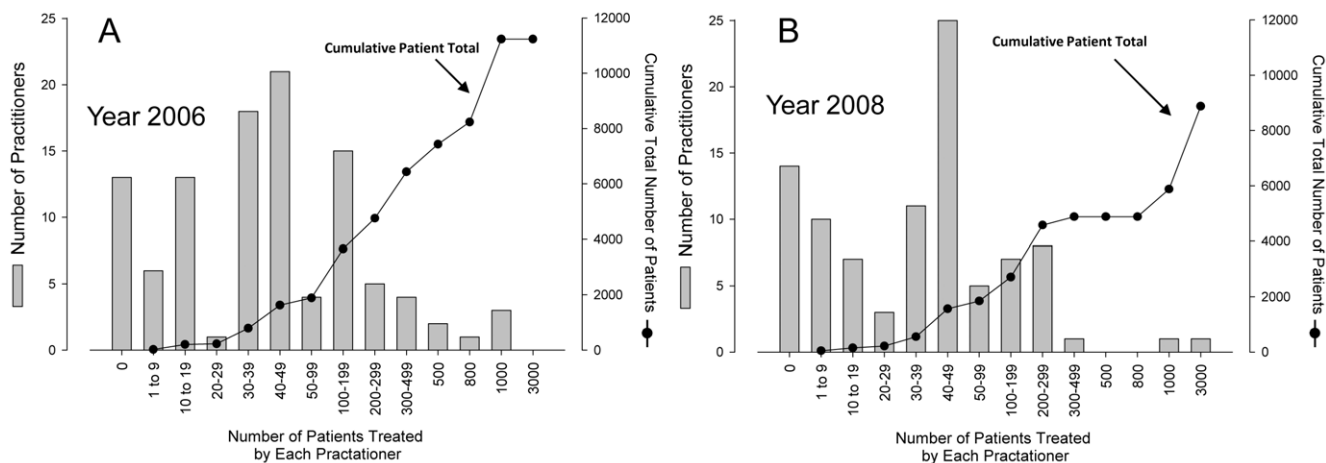 A
Year 2006
Cumulative Patient Total
Number of Practitioners
25
20
15
10
5
0
12000
10000
8000
6000
4000
2000
0
Cumulative Total Number of Patients
0
1 to 9
10 to 19
20-29
30-39
40-49
50-99
100-199
200-299
300-499
500
800
1000
3000
Number of Patients Treated
by Each Practationer
B
Year 2008
Cumulative Patient Total
Number of Practitioners
25
20
15
10
5
0
12000
10000
8000
6000
4000
2000
0
Cumulative Total Number of Patients
0
1 to 9
10 to 19
20-29
30-39
40-49
50-99
100-199
200-299
300-499
500
800
1000
3000
Number of Patients Treated
by Each Practationer